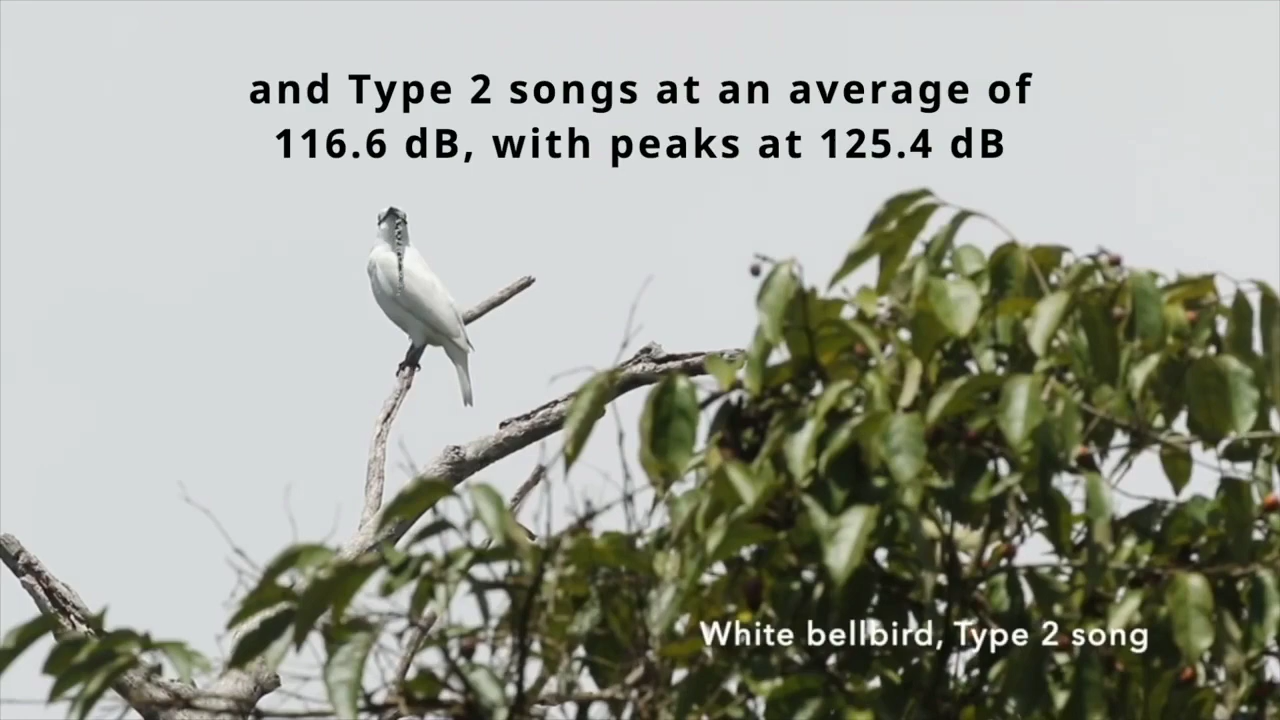 and Type 2 songs at an average of
116.6 dB, with peaks at 125.4 dB
White bellbird, Type 2 song